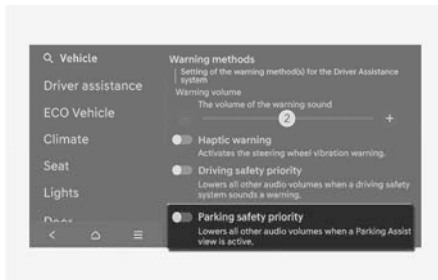 Vehicle
Driver assistance
ECO Vehicle
Climate
Seat
Lights
Door
Warning methods
Setting of the warning method(s) for the Driver Assistance
system
Warning volume
The volume of the warning sound
2
+
Haptic warning
Activates the steering wheel vibration warning.
Driving safety priority
Lowers all other audio volumes when a driving safety
system sounds a warning.
Parking safety priority
Lowers all other audio volumes when a Parking Assist
view is active.